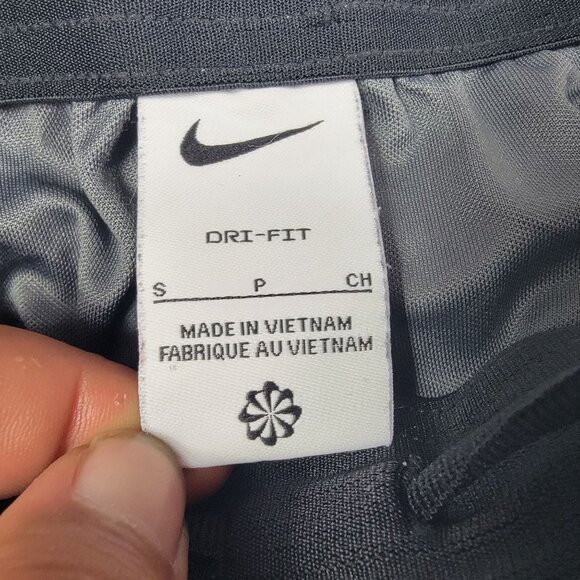 DRI-FIT
S P CH
MADE IN VIETNAM
FABRIQUE AU VIETNAM